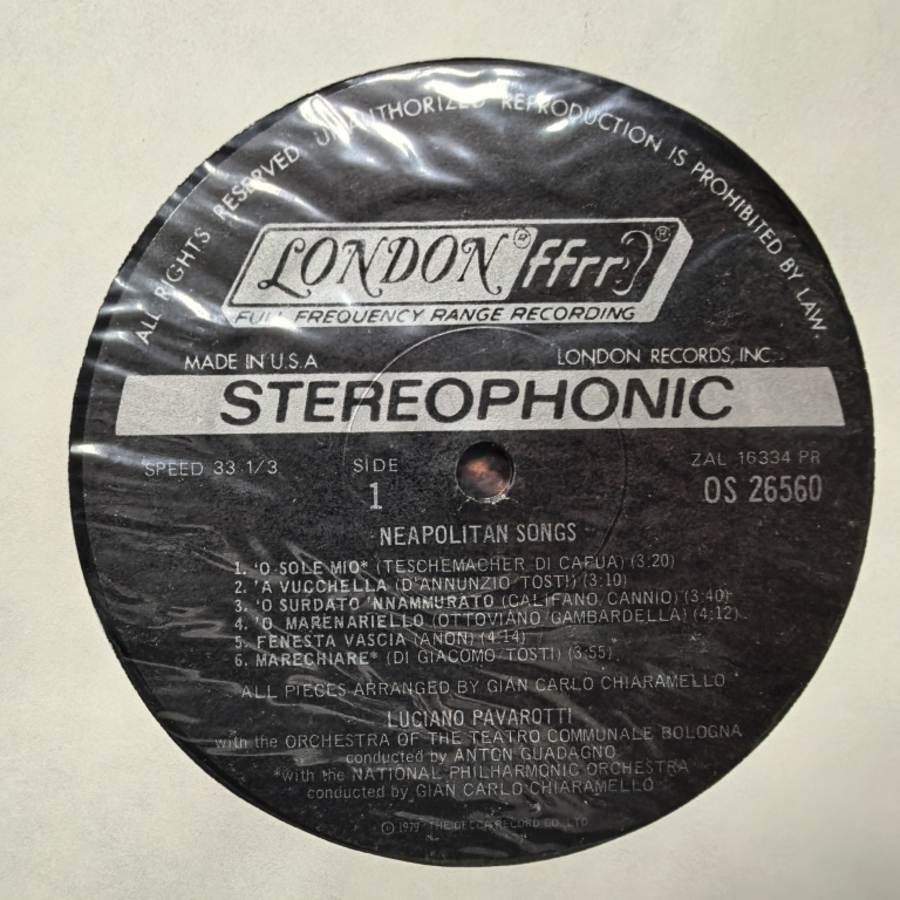 ALL RIGHTS RESERVED UNAUTHORIZED REPRODUCTION IS PROHIBITED BY LAW.
LONDON® ffrr®
FULL FREQUENCY RANGE RECORDING
MADE IN U.S.A LONDON RECORDS, INC.
STEREOPHONIC
SPEED 33 1/3 SIDE ZAL 16334 PR
1 OS 26560
NEAPOLITAN SONGS
1. 'O SOLE MIO* (TESCHEMACHER DI CAPUA) (3:20)
2. 'A VUCCHELLA (D'ANNUNZIO TOSTI) (3:10)
3. 'O SURDATO 'NNAMMURATO (CALIFANO, CANNIO) (3:40)
4. 'O MARENARIELLO (OTTOVIANO GAMBARDELLA) (4:12)
5. FENESTA VASCIA (ANON) (4:14)
6. MARECHIARE* (DI GIACOMO TOSTI) (3:55)
ALL PIECES ARRANGED BY GIAN CARLO CHIARAMELLO
LUCIANO PAVAROTTI
with the ORCHESTRA OF THE TEATRO COMMUNALE BOLOGNA
conducted by ANTON GUADAGNO
*with the NATIONAL PHILHARMONIC ORCHESTRA
conducted by GIAN CARLO CHIARAMELLO
℗ 1979 THE DECCA RECORD CO. LTD.